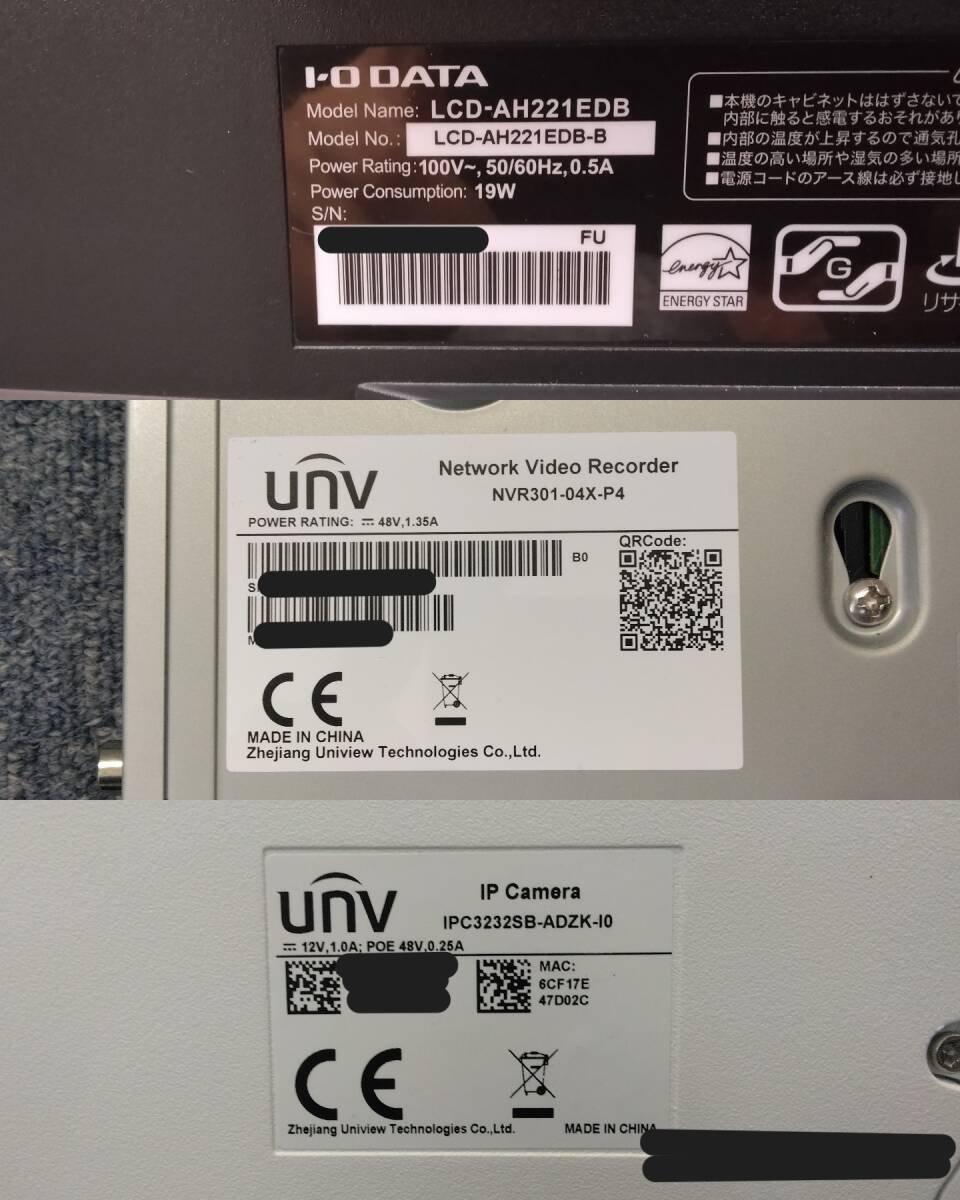 I-O DATA
Model Name: LCD-AH221EDB
Model No.: LCD-AH221EDB-B
Power Rating: 100V~, 50/60Hz, 0.5A
Power Consumption: 19W
S/N:
FU
■本機のキャビネットははずさないで
内部に触ると感電するおそれがあり
■内部の温度が上昇するので通気孔
■温度の高い場所や湿気の多い場所
■電源コードのアース線は必ず接地し
energy
ENERGY STAR
G
リサ
unv
Network Video Recorder
NVR301-04X-P4
POWER RATING: ⎓ 48V,1.35A
B0
QRCode:
S
M
CE
MADE IN CHINA
Zhejiang Uniview Technologies Co.,Ltd.
unv
IP Camera
IPC3232SB-ADZK-I0
⎓ 12V,1.0A; POE 48V,0.25A
MAC:
6CF17E
47D02C
CE
Zhejiang Uniview Technologies Co.,Ltd.
MADE IN CHINA